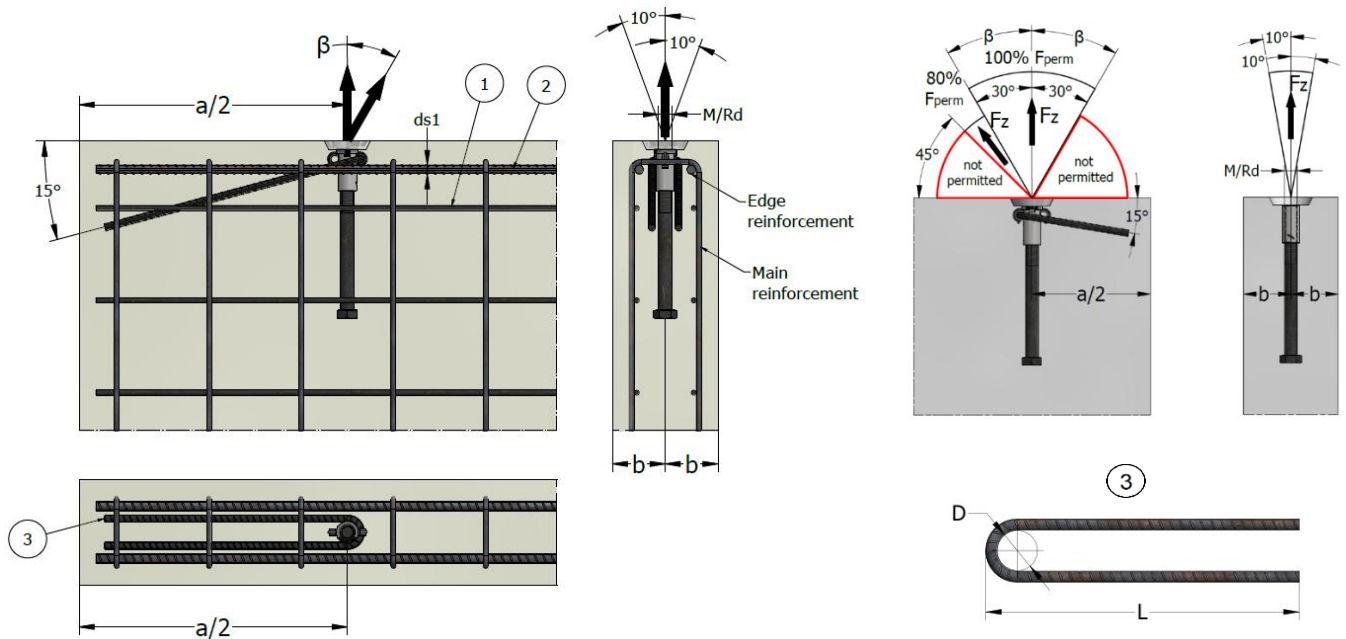 β
a/2
1
2
ds1
15°
10°
10°
M/Rd
Edge
reinforcement
Main
reinforcement
b
b
3
a/2
β
β
100% Fperm
80%
Fperm
30°
30°
Fz
Fz
45°
not
permitted
not
permitted
15°
a/2
10°
10°
Fz
M/Rd
b
b
3
D
L